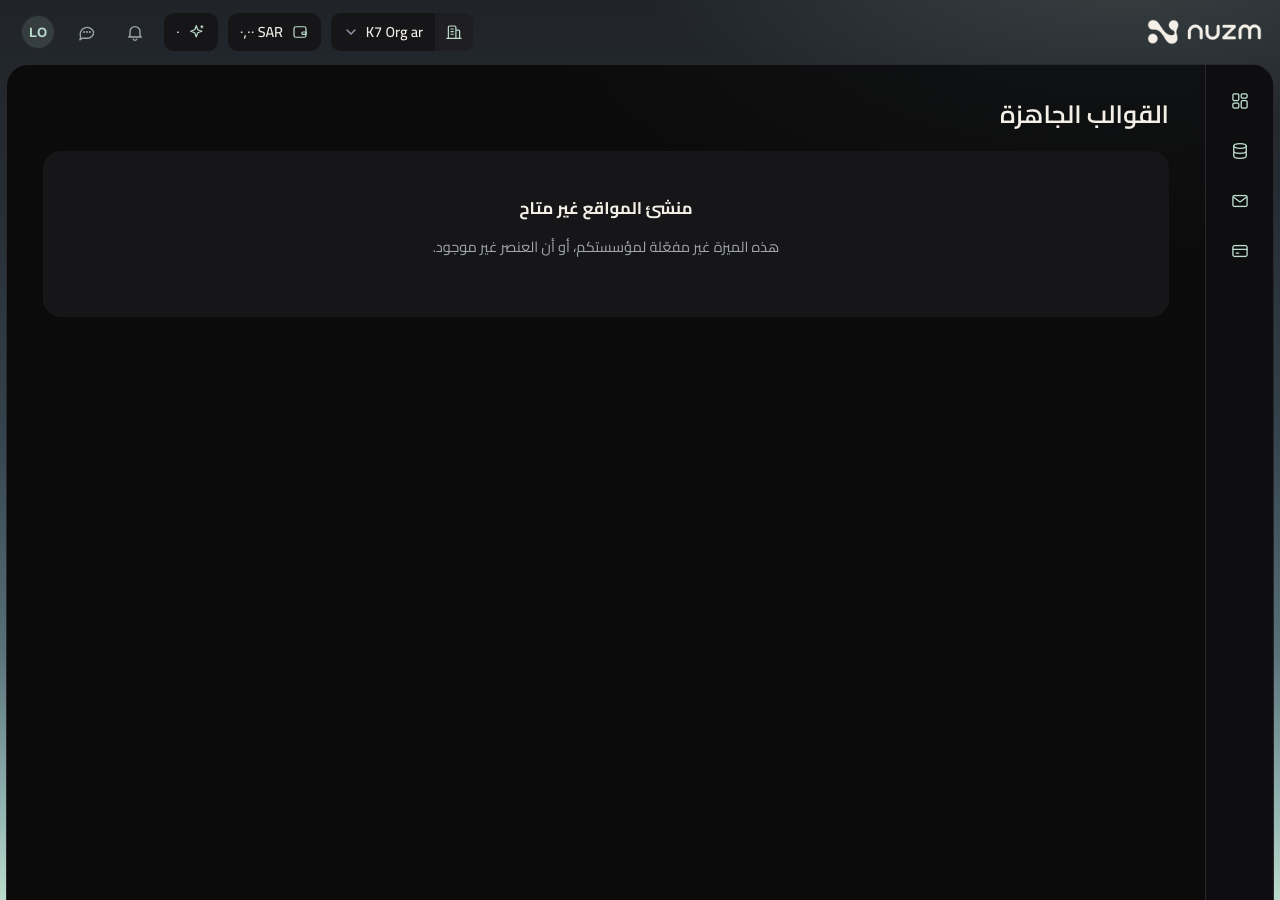 nuzm
K7 Org ar
٠,٠٠ SAR
٠
LO
القوالب الجاهزة
منشئ المواقع غير متاح
هذه الميزة غير مفعّلة لمؤسستكم، أو أن العنصر غير موجود.